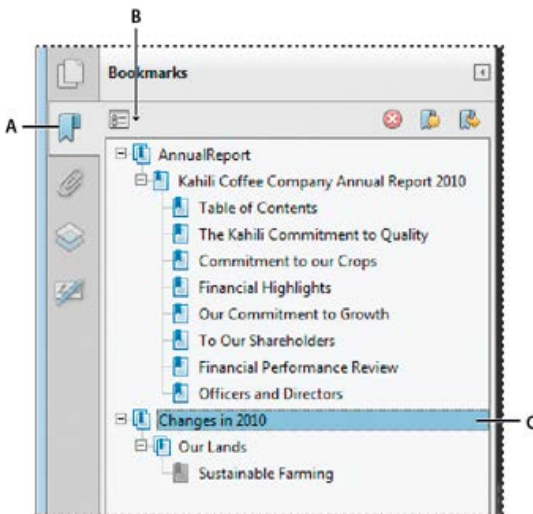 B
Bookmarks
A
AnnualReport
Kahili Coffee Company Annual Report 2010
Table of Contents
The Kahili Commitment to Quality
Commitment to our Crops
Financial Highlights
Our Commitment to Growth
To Our Shareholders
Financial Performance Review
Officers and Directors
Changes in 2010
C
Our Lands
Sustainable Farming